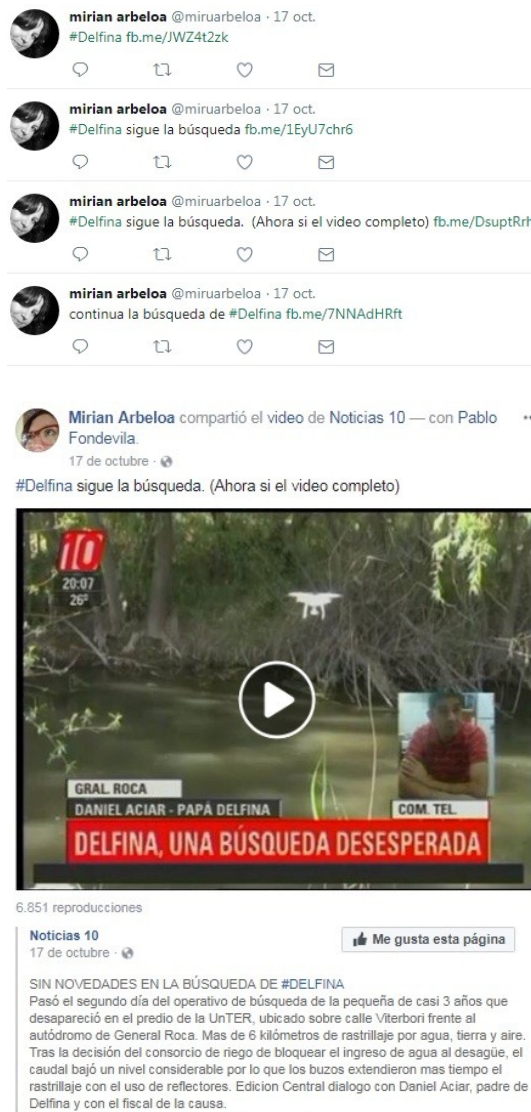 mirian arbeloa @miruarbeloa · 17 oct.
#Delfina fb.me/JWZ4t2zk
mirian arbeloa @miruarbeloa · 17 oct.
#Delfina sigue la búsqueda fb.me/1EyU7chr6
mirian arbeloa @miruarbeloa · 17 oct.
#Delfina sigue la búsqueda. (Ahora si el video completo) fb.me/DsuptRrh
mirian arbeloa @miruarbeloa · 17 oct.
continua la búsqueda de #Delfina fb.me/7NNAdHRft
Mirian Arbeloa compartió el video de Noticias 10 — con Pablo
Fondevila.
17 de octubre ·
#Delfina sigue la búsqueda. (Ahora si el video completo)
10
20:07
26º
GRAL. ROCA
DANIEL ACIAR - PAPÁ DELFINA
COM. TEL.
DELFINA, UNA BÚSQUEDA DESESPERADA
6.851 reproducciones
Noticias 10
17 de octubre ·
Me gusta esta página
SIN NOVEDADES EN LA BÚSQUEDA DE #DELFINA
Pasó el segundo día del operativo de búsqueda de la pequeña de casi 3 años que
desapareció en el predio de la UnTER, ubicado sobre calle Viterbori frente al
autódromo de General Roca. Mas de 6 kilómetros de rastrillaje por agua, tierra y aire.
Tras la decisión del consorcio de riego de bloquear el ingreso de agua al desagüe, el
caudal bajó un nivel considerable por lo que los buzos extendieron mas tiempo el
rastrillaje con el uso de reflectores. Edicion Central dialogo con Daniel Aciar, padre de
Delfina y con el fiscal de la causa.